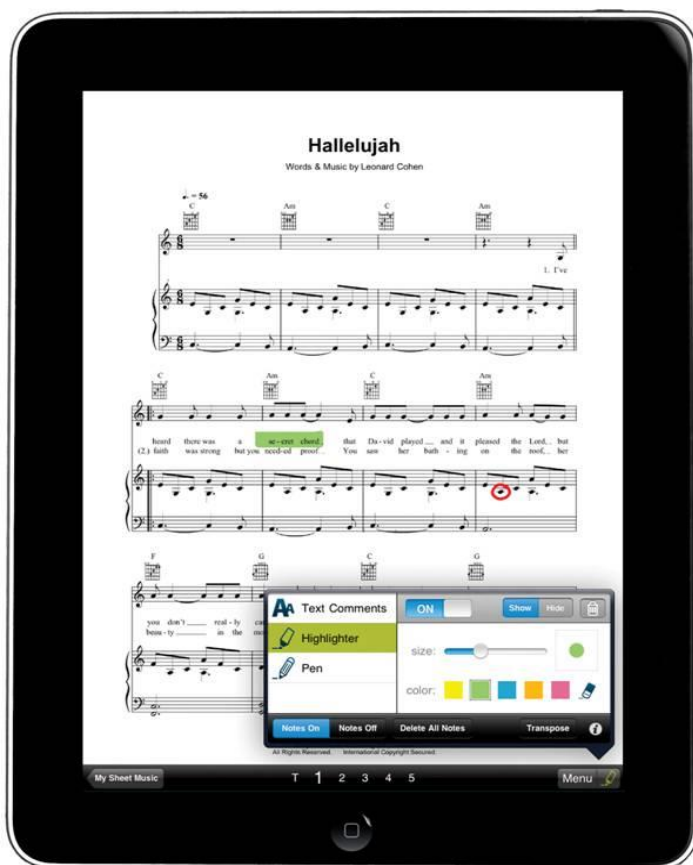 Hallelujah
Words & Music by Leonard Cohen
♩. = 56
C Am C Am
1. I've
C Am C Am
heard there was a se-cret chord that Da-vid played ___ and it pleased the Lord, but
(2.) faith was strong but you need-ed proof. You saw her bath - ing on the roof, her
F G C G
you don't ___ real-ly
beau-ty ___ in the
Text Comments
Highlighter
Pen
ON
Show Hide
size:
color:
Notes On Notes Off Delete All Notes Transpose i
All Rights Reserved. International Copyright Secured.
My Sheet Music T 1 2 3 4 5 Menu